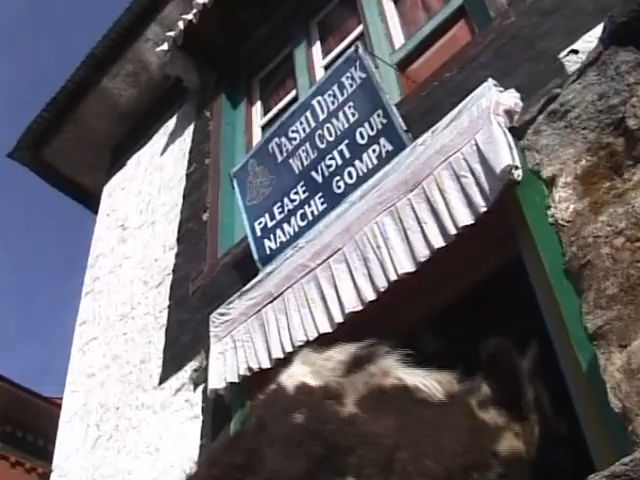 TASHI DELEK
WEL COME
PLEASE VISIT OUR
NAMCHE GOMPA